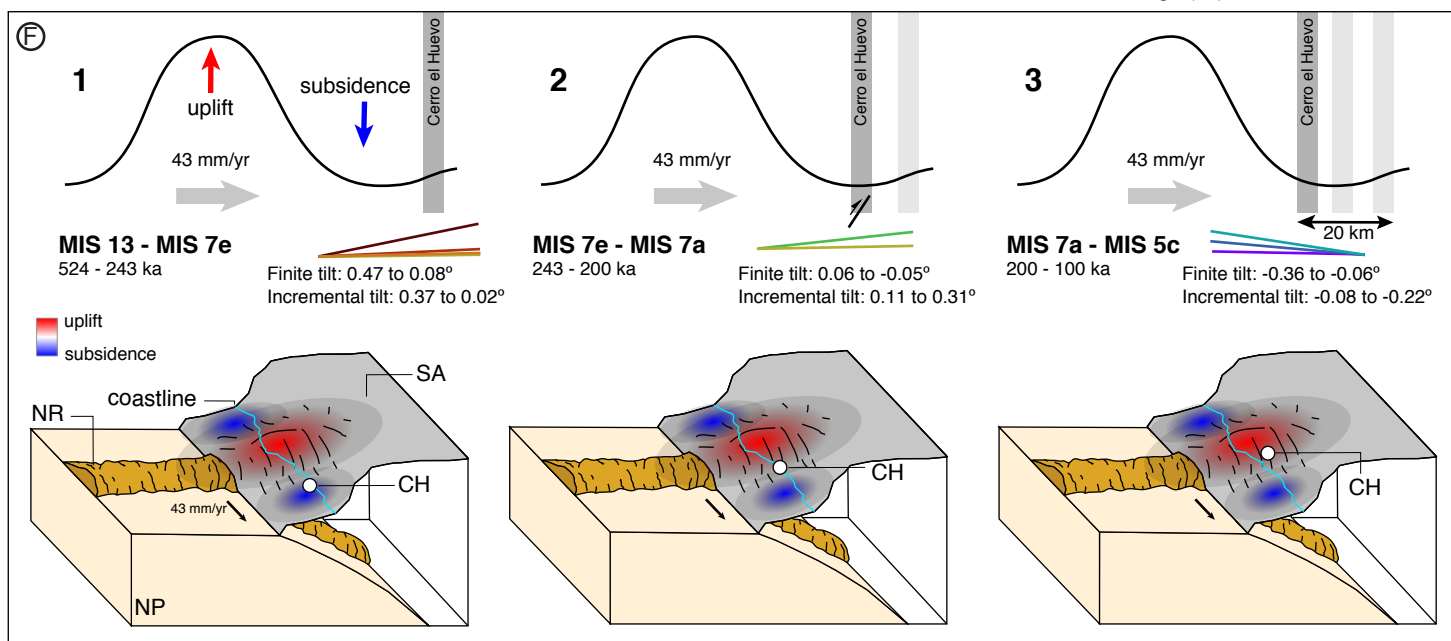 F
1
uplift
subsidence
Cerro el Huevo
43 mm/yr
MIS 13 - MIS 7e
524 - 243 ka
Finite tilt: 0.47 to 0.08º
Incremental tilt: 0.37 to 0.02º
2
Cerro el Huevo
43 mm/yr
MIS 7e - MIS 7a
243 - 200 ka
Finite tilt: 0.06 to -0.05º
Incremental tilt: 0.11 to 0.31º
3
Cerro el Huevo
43 mm/yr
20 km
MIS 7a - MIS 5c
200 - 100 ka
Finite tilt: -0.36 to -0.06º
Incremental tilt: -0.08 to -0.22º
uplift
subsidence
coastline
SA
NR
CH
43 mm/yr
NP
CH
CH